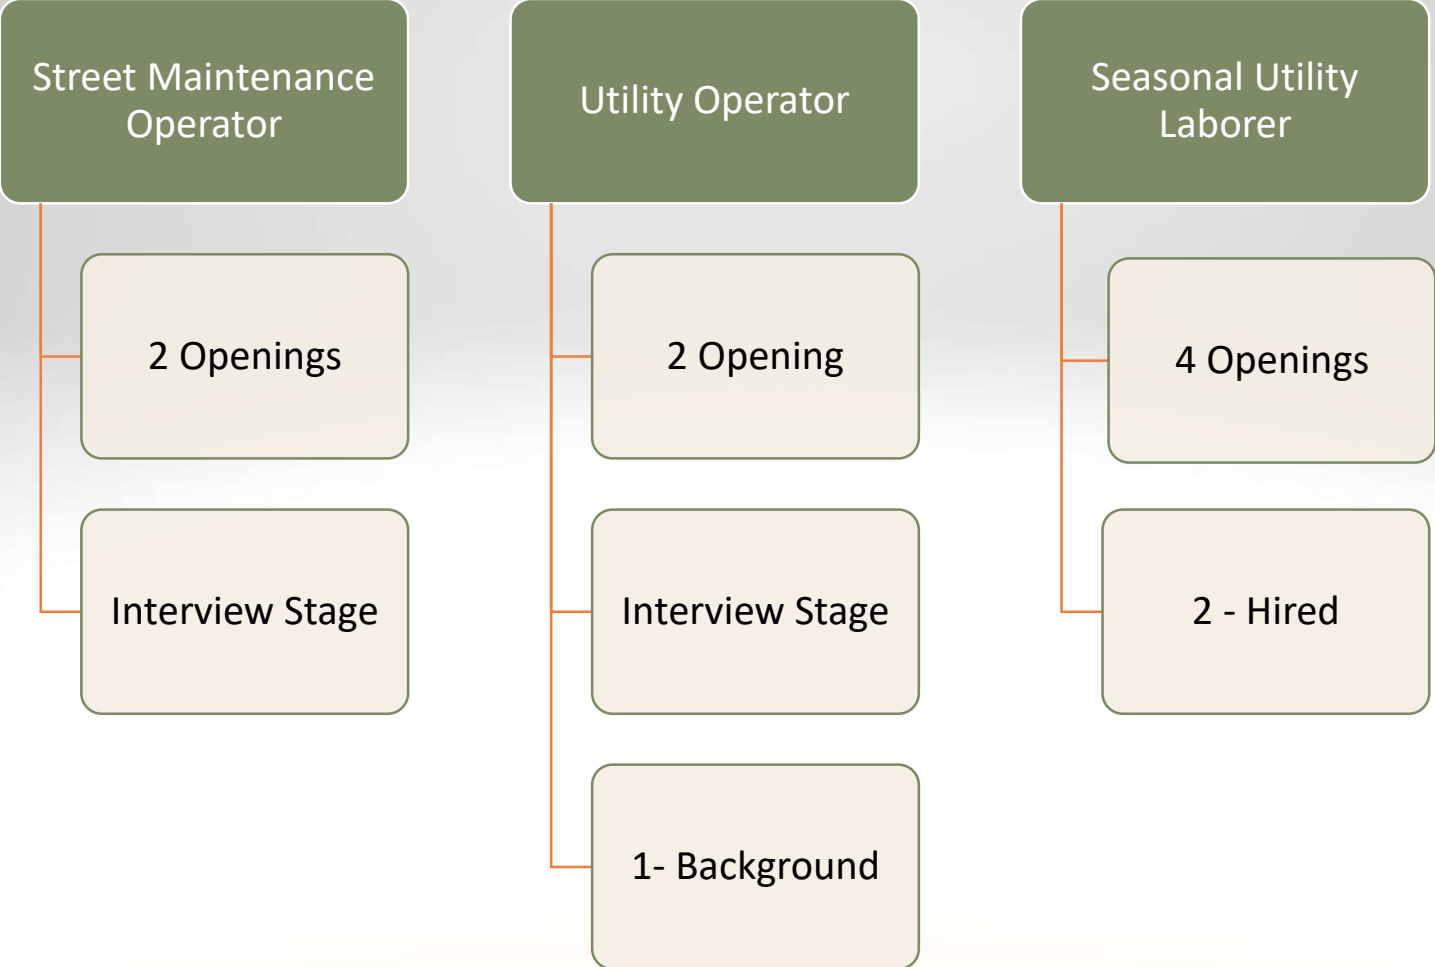 Street Maintenance
Operator
2 Openings
Interview Stage
Utility Operator
2 Opening
Interview Stage
1- Background
Seasonal Utility
Laborer
4 Openings
2 - Hired